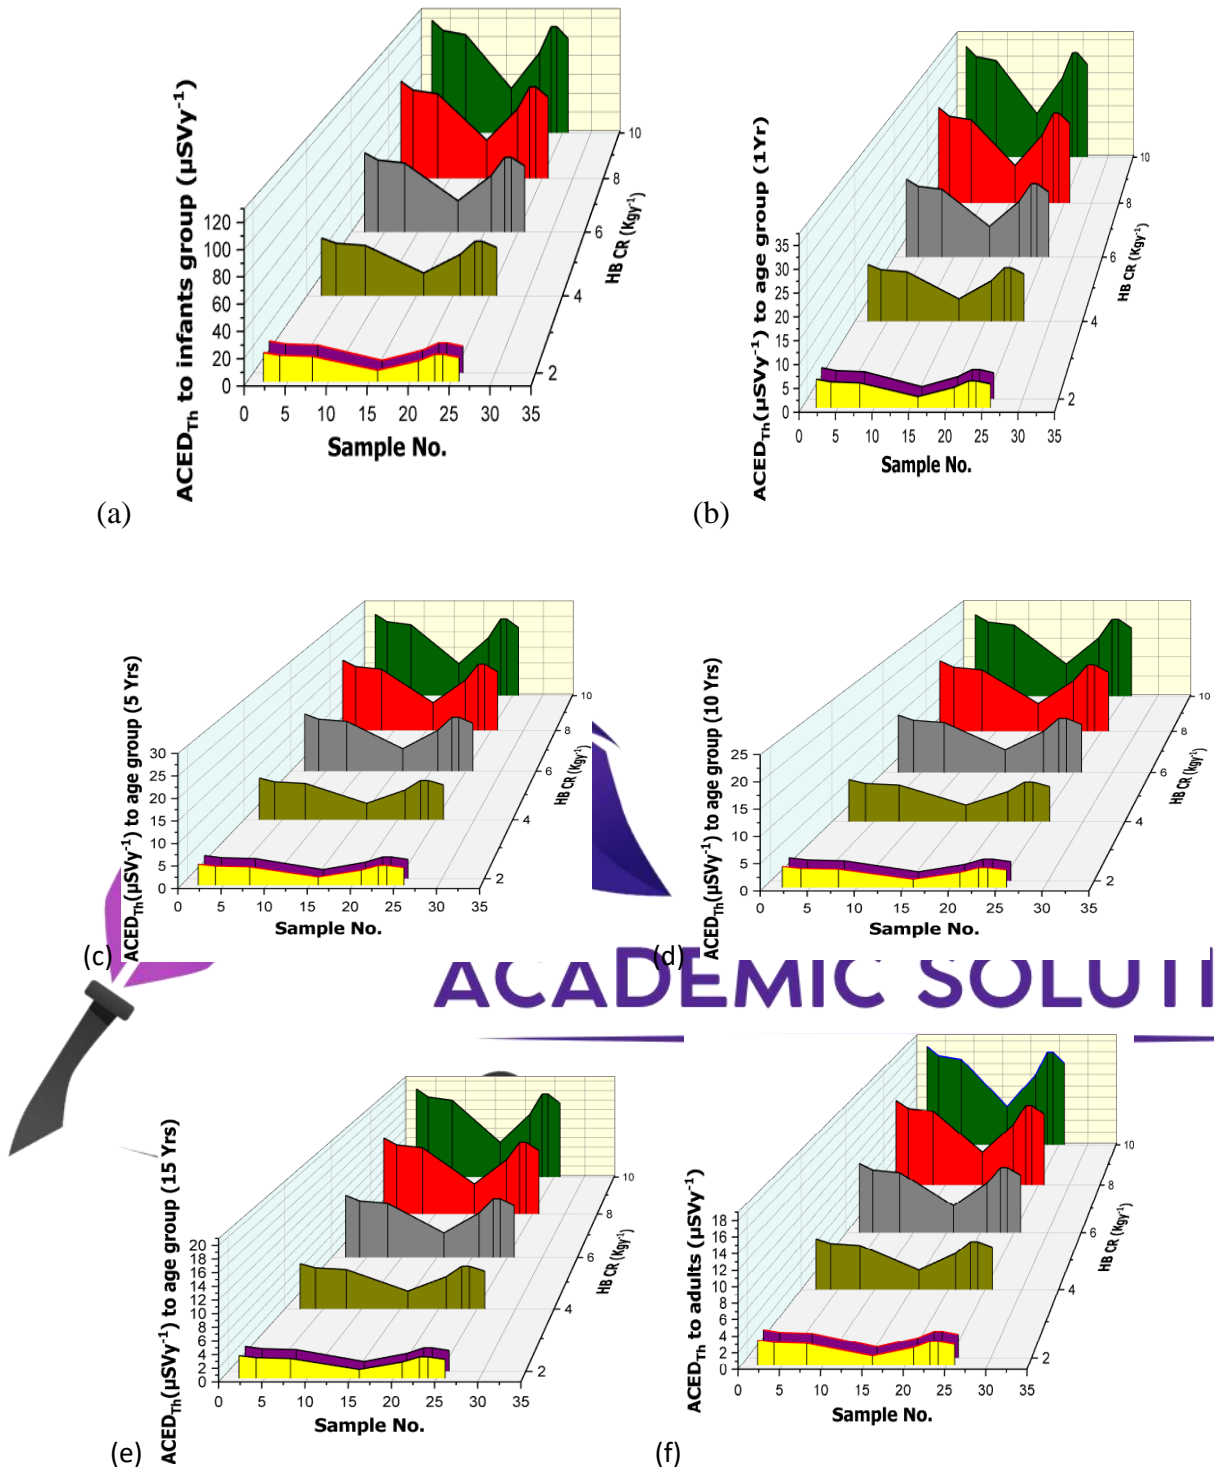 ACED_Th to infants group (µSVy⁻¹)
120
100
80
60
40
20
0
0 5 10 15 20 25 30 35
Sample No.
2
4
6
8
10
HB CR (Kgy⁻¹)
(a)
ACED_Th(µSVy⁻¹) to age group (1Yr)
35
30
25
20
15
10
5
0
0 5 10 15 20 25 30 35
Sample No.
2
4
6
8
10
HB CR (Kgy⁻¹)
(b)
ACED_Th(µSVy⁻¹) to age group (5 Yrs)
30
25
20
15
10
5
0
0 5 10 15 20 25 30 35
Sample No.
2
4
6
8
10
HB CR (Kgy⁻¹)
(c)
ACED_Th(µSVy⁻¹) to age group (10 Yrs)
25
20
15
10
5
0
0 5 10 15 20 25 30 35
Sample No.
2
4
6
8
10
HB CR (Kgy⁻¹)
(d)
ACADEMIC SOLUTI
ACED_Th(µSVy⁻¹) to age group (15 Yrs)
20
18
16
14
12
10
8
6
4
2
0
0 5 10 15 20 25 30 35
Sample No.
2
4
6
8
10
HB CR (Kgy⁻¹)
(e)
ACED_Th to adults (µSVy⁻¹)
18
16
14
12
10
8
6
4
2
0
0 5 10 15 20 25 30 35
Sample No.
2
4
6
8
10
HB CR (Kgy⁻¹)
(f)